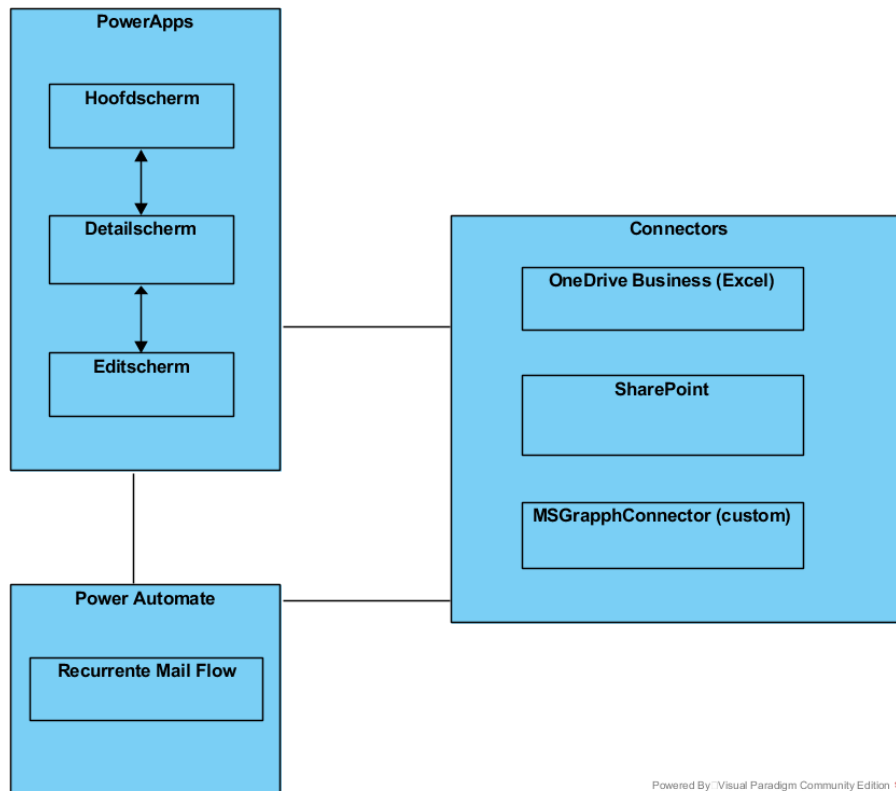 PowerApps
Hoofdscherm
Detailscherm
Editscherm
Connectors
OneDrive Business (Excel)
SharePoint
MSGrapphConnector (custom)
Power Automate
Recurrente Mail Flow
Powered By Visual Paradigm Community Edition